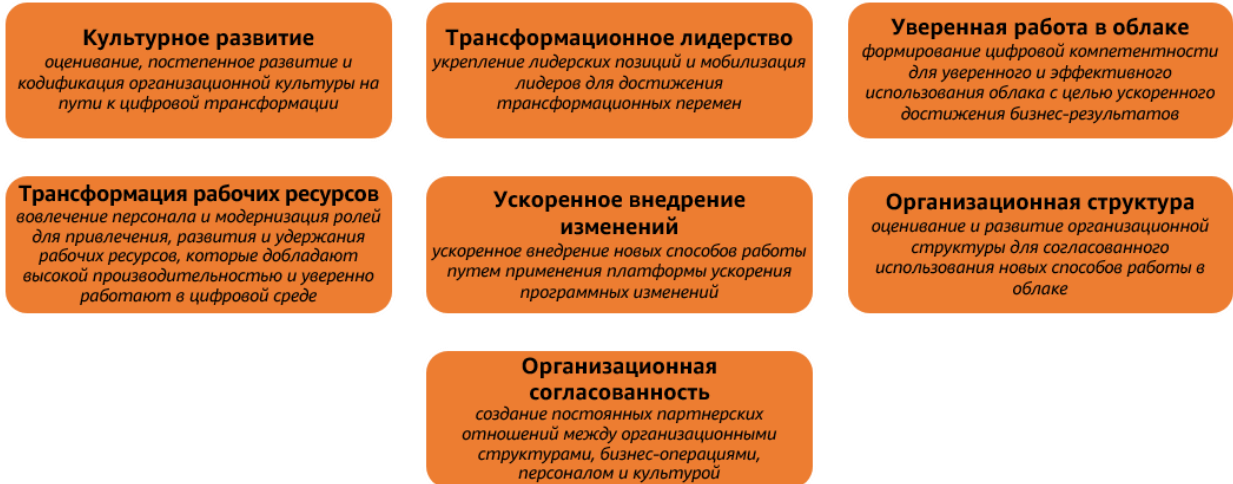 Культурное развитие
оценивание, постепенное развитие и
кодификация организационной культуры на
пути к цифровой трансформации
Трансформационное лидерство
укрепление лидерских позиций и мобилизация
лидеров для достижения
трансформационных перемен
Уверенная работа в облаке
формирование цифровой компетентности
для уверенного и эффективного
использования облака с целью ускоренного
достижения бизнес-результатов
Трансформация рабочих ресурсов
вовлечение персонала и модернизация ролей
для привлечения, развития и удержания
рабочих ресурсов, которые добладают
высокой производительностью и уверенно
работают в цифровой среде
Ускоренное внедрение
изменений
ускоренное внедрение новых способов работы
путем применения платформы ускорения
программных изменений
Организационная структура
оценивание и развитие организационной
структуры для согласованного
использования новых способов работы в
облаке
Организационная
согласованность
создание постоянных партнерских
отношений между организационными
структурами, бизнес-операциями,
персоналом и культурой